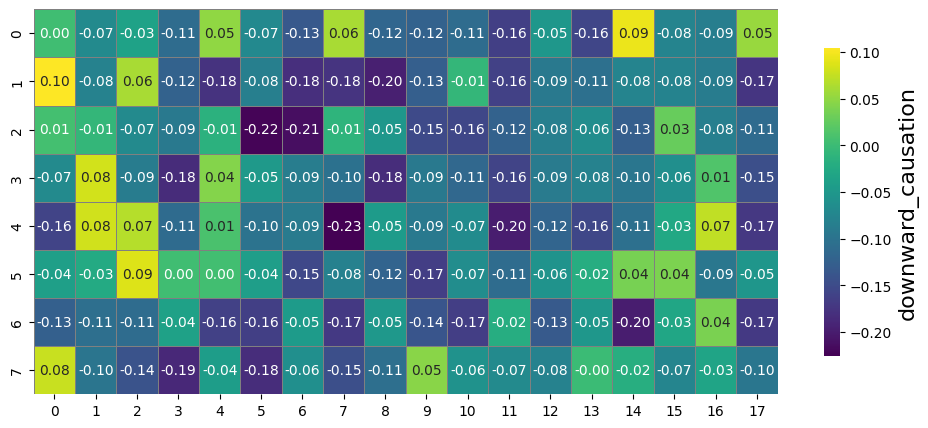 0 0.00 -0.07 -0.03 -0.11 0.05 -0.07 -0.13 0.06 -0.12 -0.12 -0.11 -0.16 -0.05 -0.16 0.09 -0.08 -0.09 0.05
1 0.10 -0.08 0.06 -0.12 -0.18 -0.08 -0.18 -0.18 -0.20 -0.13 -0.01 -0.16 -0.09 -0.11 -0.08 -0.08 -0.09 -0.17
2 0.01 -0.01 -0.07 -0.09 -0.01 -0.22 -0.21 -0.01 -0.05 -0.15 -0.16 -0.12 -0.08 -0.06 -0.13 0.03 -0.08 -0.11
3 -0.07 0.08 -0.09 -0.18 0.04 -0.05 -0.09 -0.10 -0.18 -0.09 -0.11 -0.16 -0.09 -0.08 -0.10 -0.06 0.01 -0.15
4 -0.16 0.08 0.07 -0.11 0.01 -0.10 -0.09 -0.23 -0.05 -0.09 -0.07 -0.20 -0.12 -0.16 -0.11 -0.03 0.07 -0.17
5 -0.04 -0.03 0.09 0.00 0.00 -0.04 -0.15 -0.08 -0.12 -0.17 -0.07 -0.11 -0.06 -0.02 0.04 0.04 -0.09 -0.05
6 -0.13 -0.11 -0.11 -0.04 -0.16 -0.16 -0.05 -0.17 -0.05 -0.14 -0.17 -0.02 -0.13 -0.05 -0.20 -0.03 0.04 -0.17
7 0.08 -0.10 -0.14 -0.19 -0.04 -0.18 -0.06 -0.15 -0.11 0.05 -0.06 -0.07 -0.08 -0.00 -0.02 -0.07 -0.03 -0.10
0 1 2 3 4 5 6 7 8 9 10 11 12 13 14 15 16 17
0.10
0.05
0.00
−0.05
−0.10
−0.15
−0.20
downward_causation